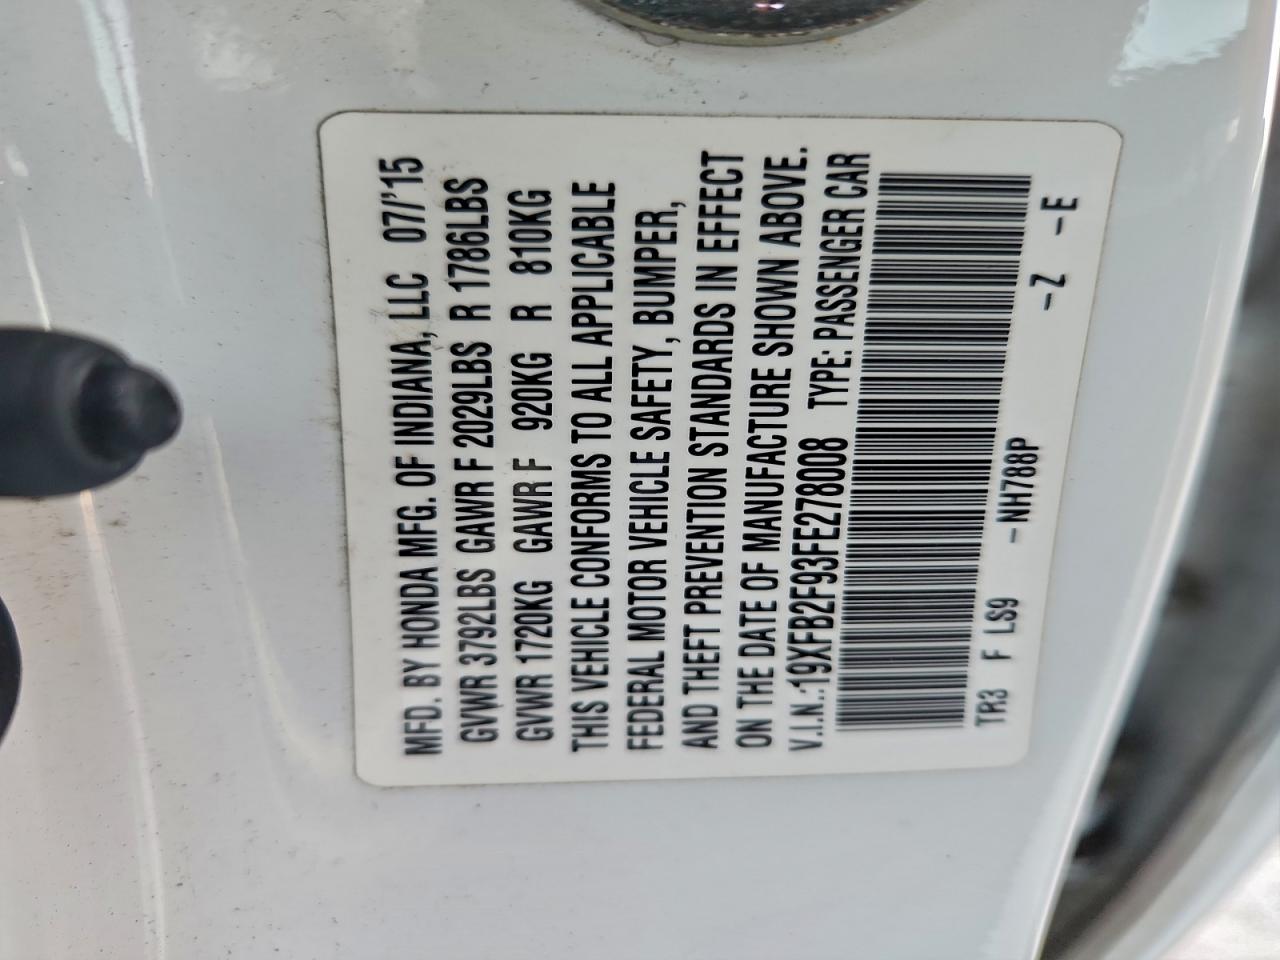 MFD. BY HONDA MFG. OF INDIANA, LLC 07/'15
GVWR 3792LBS GAWR F 2029LBS R 1786LBS
GVWR 1720KG GAWR F 920KG R 810KG
THIS VEHICLE CONFORMS TO ALL APPLICABLE
FEDERAL MOTOR VEHICLE SAFETY, BUMPER,
AND THEFT PREVENTION STANDARDS IN EFFECT
ON THE DATE OF MANUFACTURE SHOWN ABOVE.
V.I.N.:19XFB2F93FE278008 TYPE: PASSENGER CAR
TR3 F LS9 -NH788P -Z -E